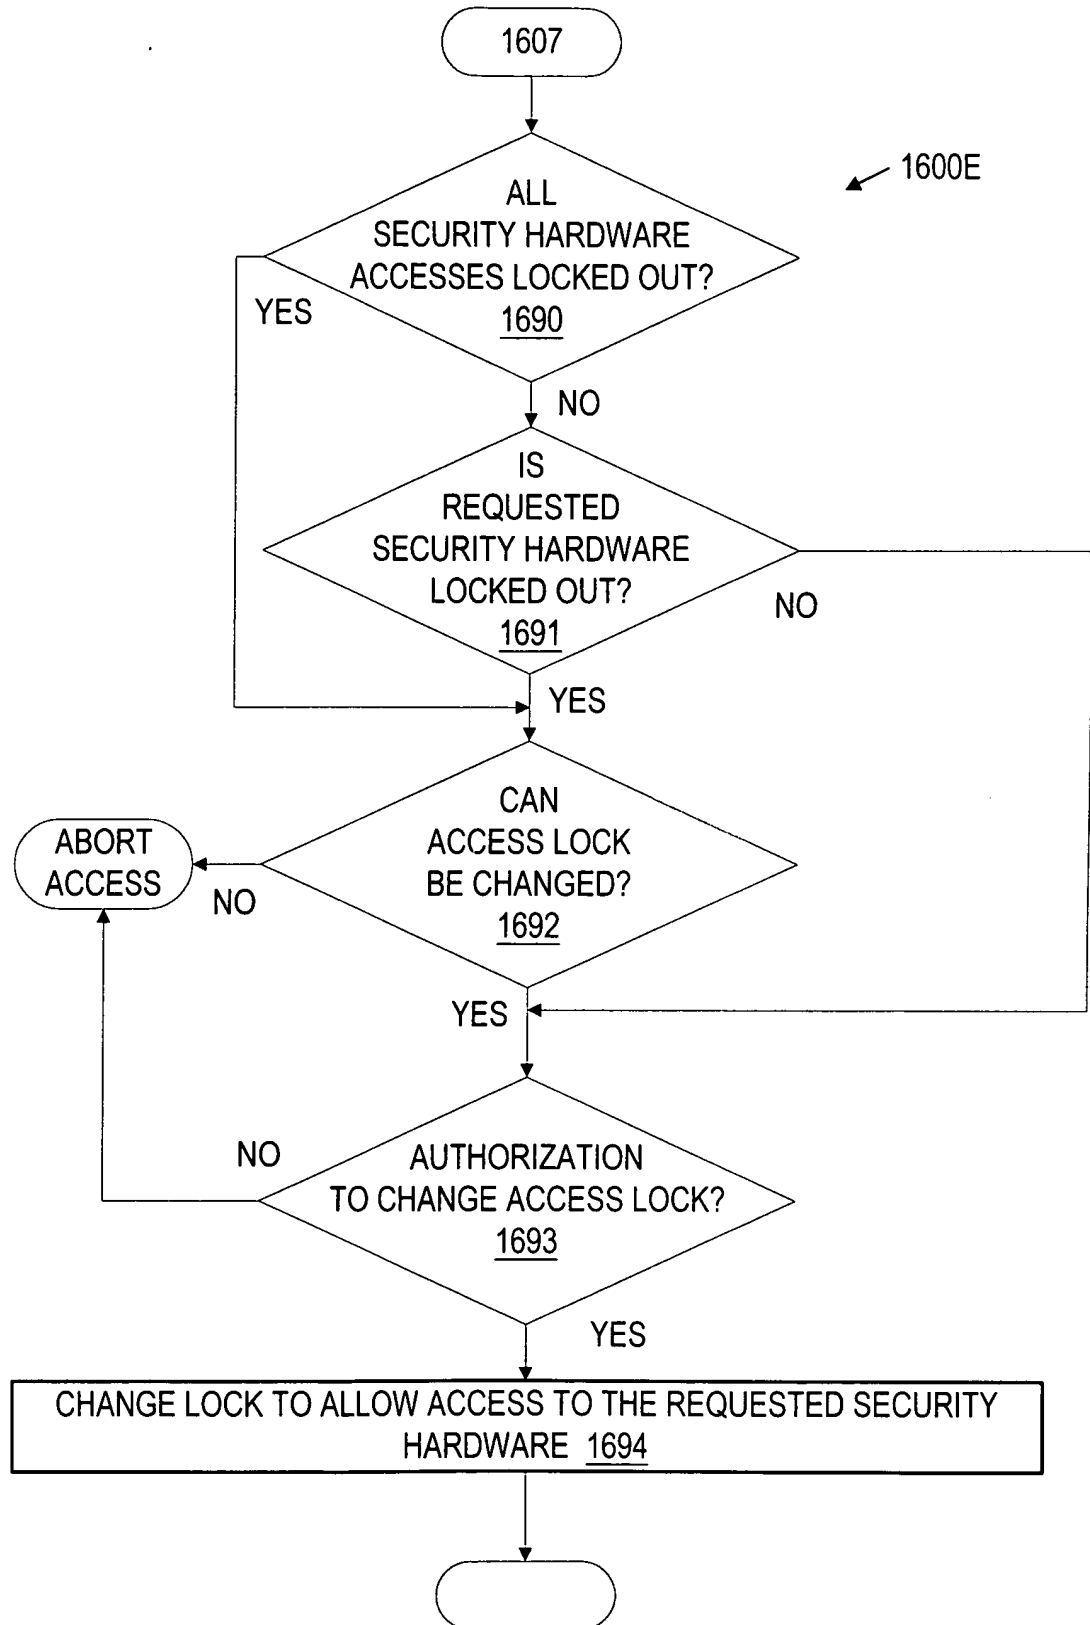 1607
1600E
ALL
SECURITY HARDWARE
ACCESSES LOCKED OUT?
1690
YES
NO
IS
REQUESTED
SECURITY HARDWARE
LOCKED OUT?
1691
NO
YES
CAN
ACCESS LOCK
BE CHANGED?
1692
ABORT
ACCESS
NO
YES
NO
AUTHORIZATION
TO CHANGE ACCESS LOCK?
1693
YES
CHANGE LOCK TO ALLOW ACCESS TO THE REQUESTED SECURITY
HARDWARE 1694